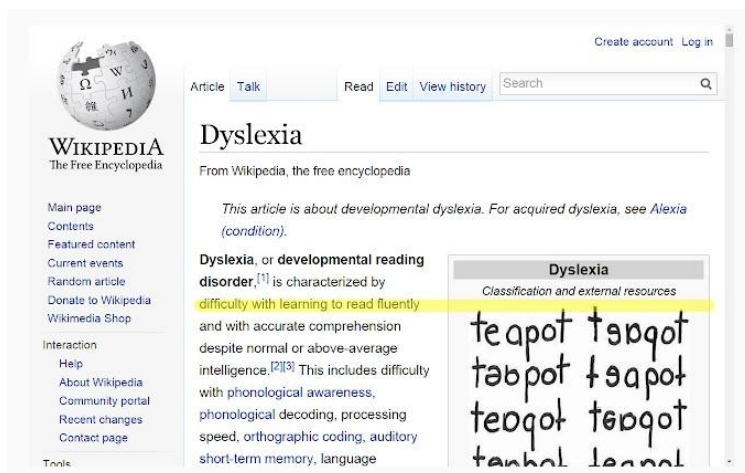 Create account Log in
Article Talk Read Edit View history Search
WIKIPEDIA
The Free Encyclopedia
Main page
Contents
Featured content
Current events
Random article
Donate to Wikipedia
Wikimedia Shop
Interaction
Help
About Wikipedia
Community portal
Recent changes
Contact page
Tools
Dyslexia
From Wikipedia, the free encyclopedia
This article is about developmental dyslexia. For acquired dyslexia, see Alexia
(condition).
Dyslexia, or developmental reading
disorder,[1] is characterized by
difficulty with learning to read fluently
and with accurate comprehension
despite normal or above-average
intelligence.[2][3] This includes difficulty
with phonological awareness,
phonological decoding, processing
speed, orthographic coding, auditory
short-term memory, language
Dyslexia
Classification and external resources
teapot